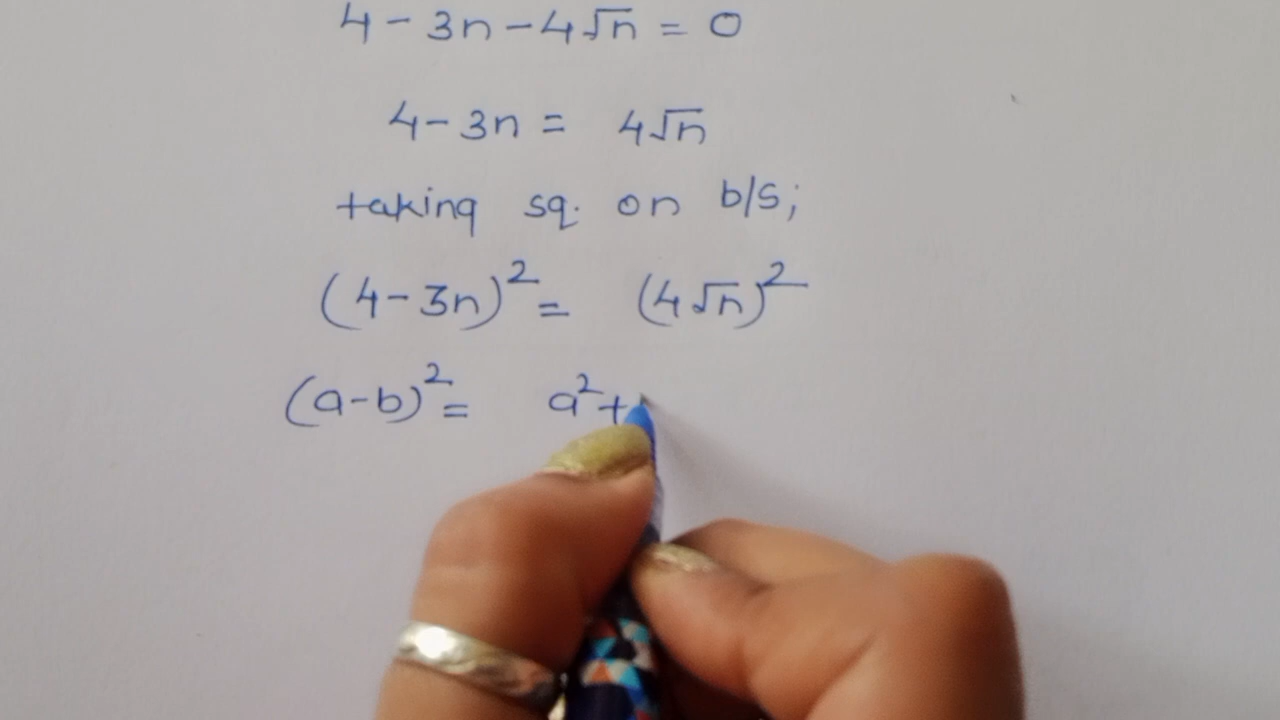 4 - 3n - 4√n = 0
4 - 3n = 4√n
taking sq. on b/s;
(4 - 3n)² = (4√n)²
(a - b)² = a² +